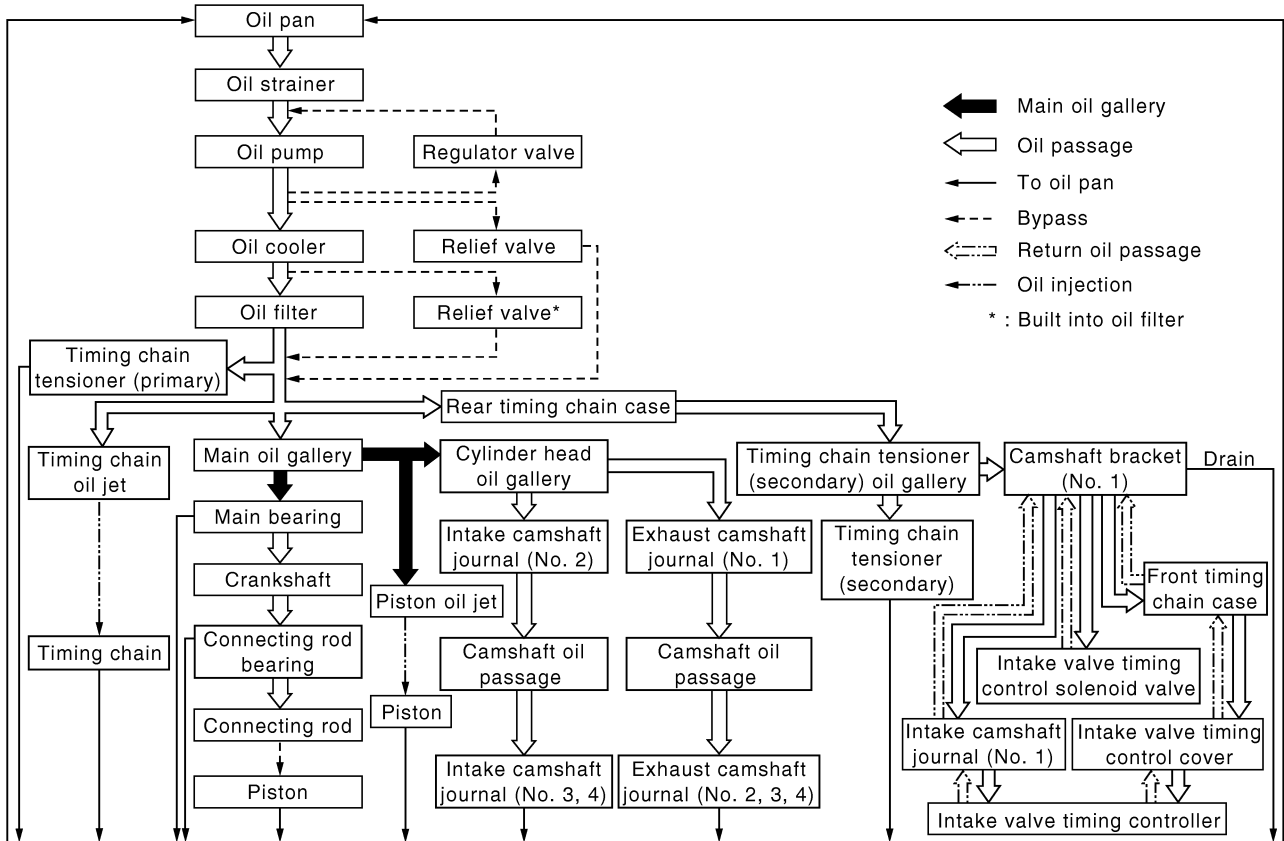 Oil pan
Oil strainer
Oil pump
Regulator valve
Oil cooler
Relief valve
Oil filter
Relief valve*
Main oil gallery
Oil passage
To oil pan
Bypass
Return oil passage
Oil injection
* : Built into oil filter
Timing chain
tensioner (primary)
Rear timing chain case
Timing chain
oil jet
Main oil gallery
Cylinder head
oil gallery
Timing chain tensioner
(secondary) oil gallery
Camshaft bracket
(No. 1)
Drain
Main bearing
Intake camshaft
journal (No. 2)
Exhaust camshaft
journal (No. 1)
Timing chain
tensioner
(secondary)
Crankshaft
Piston oil jet
Front timing
chain case
Timing chain
Connecting rod
bearing
Camshaft oil
passage
Camshaft oil
passage
Intake valve timing
control solenoid valve
Connecting rod
Piston
Intake camshaft
journal (No. 1)
Intake valve timing
control cover
Piston
Intake camshaft
journal (No. 3, 4)
Exhaust camshaft
journal (No. 2, 3, 4)
Intake valve timing controller